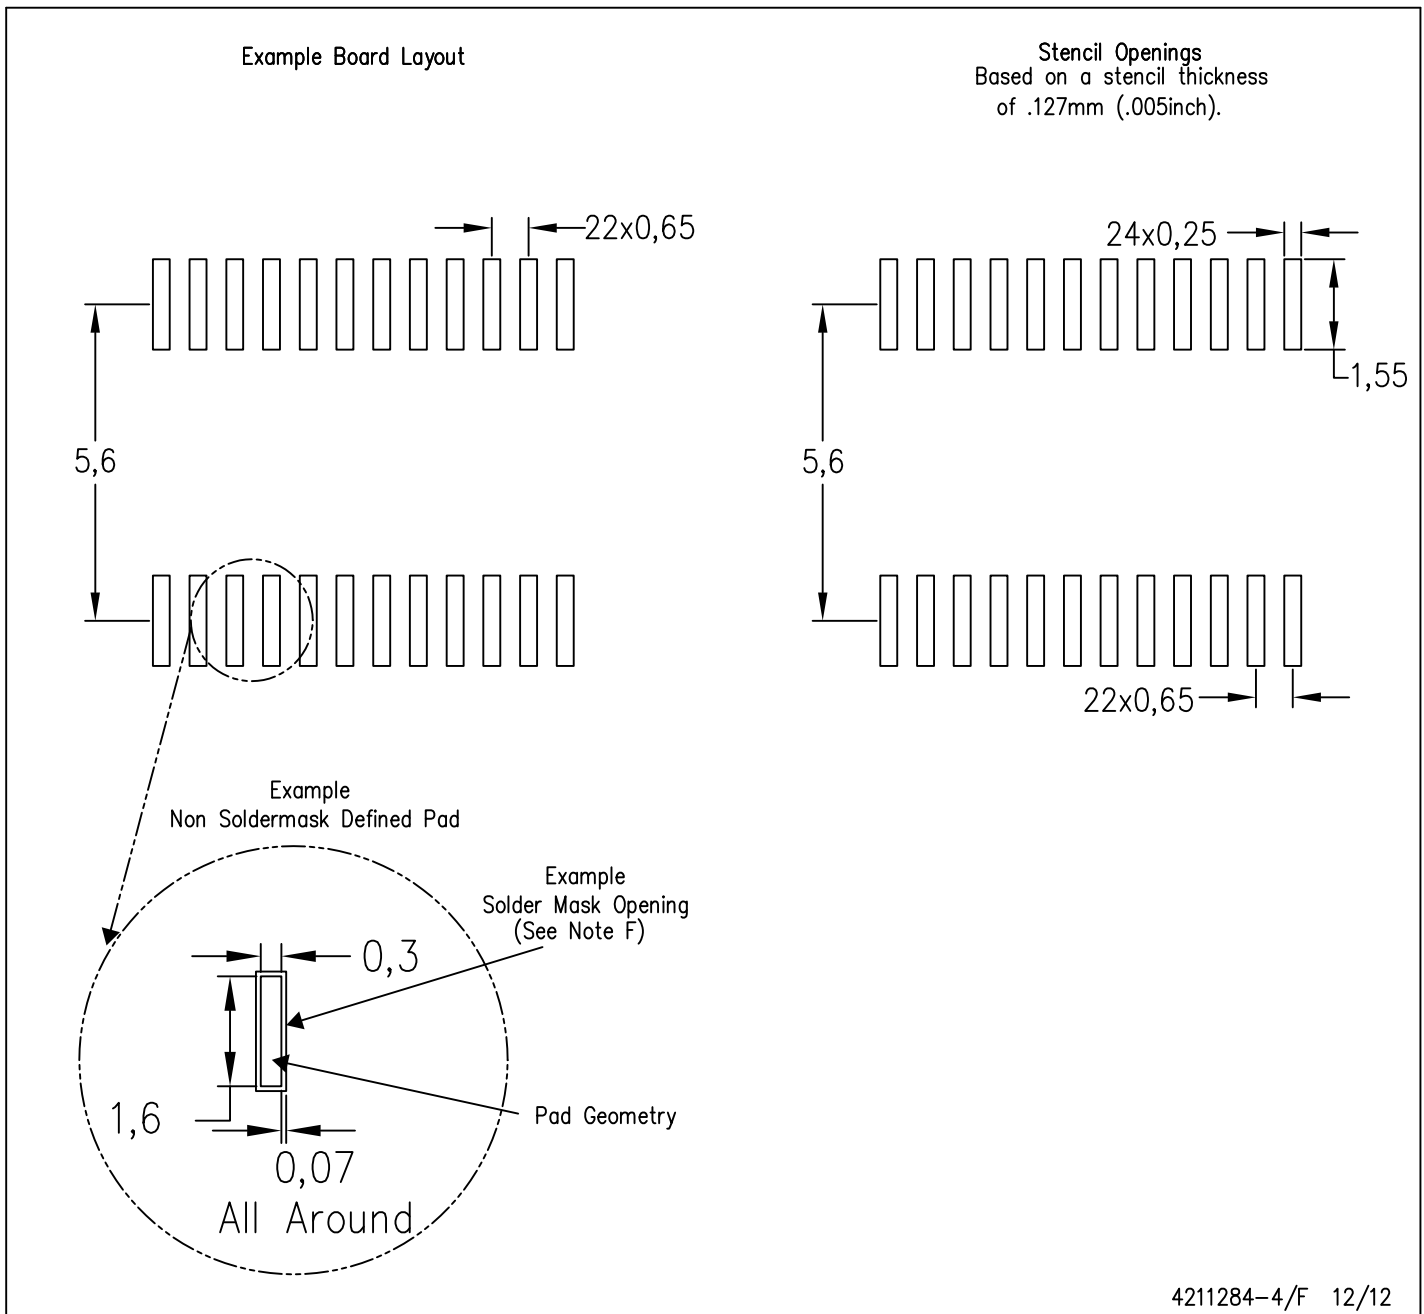 Example Board Layout
Stencil Openings
Based on a stencil thickness
of .127mm (.005inch).
22x0,65
24x0,25
1,55
5,6
5,6
22x0,65
Example
Non Soldermask Defined Pad
Example
Solder Mask Opening
(See Note F)
0,3
1,6
Pad Geometry
0,07
All Around
4211284-4/F 12/12